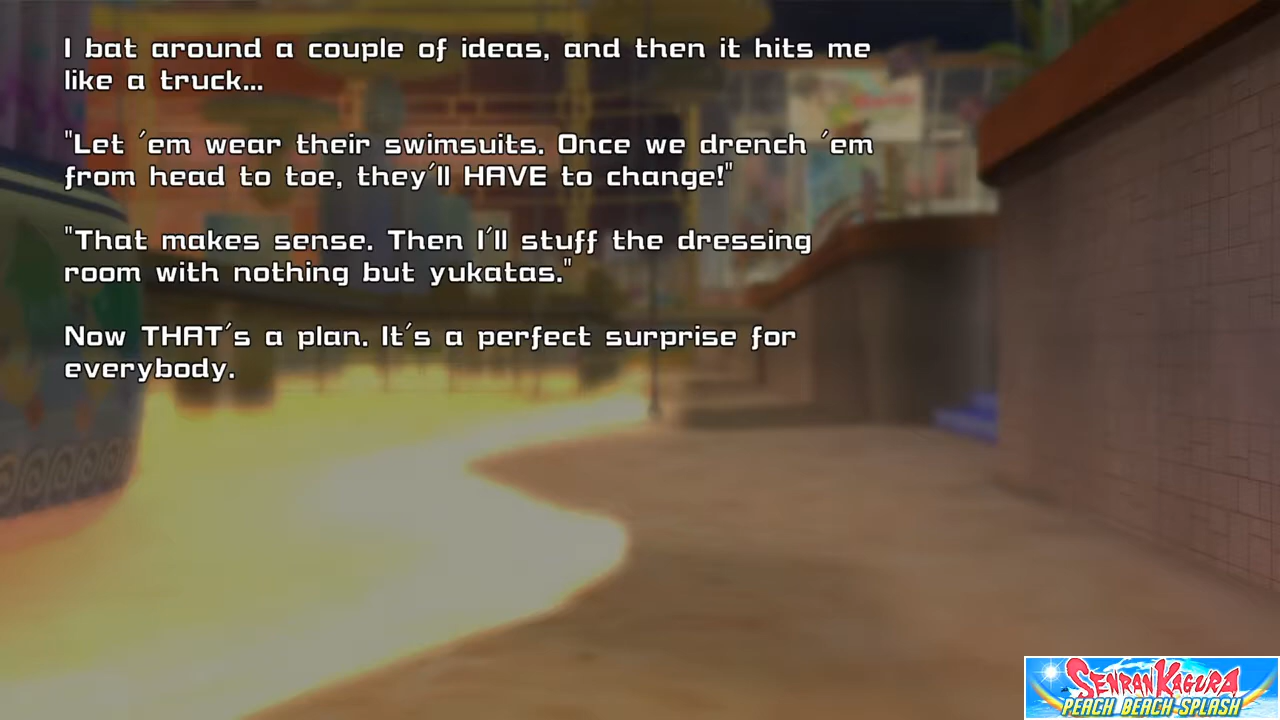 I bat around a couple of ideas, and then it hits me
like a truck...
"Let 'em wear their swimsuits. Once we drench 'em
from head to toe, they'll HAVE to change!"
"That makes sense. Then I'll stuff the dressing
room with nothing but yukatas."
Now THAT's a plan. It's a perfect surprise for
everybody.
SENRAN KAGURA
PEACH BEACH SPLASH